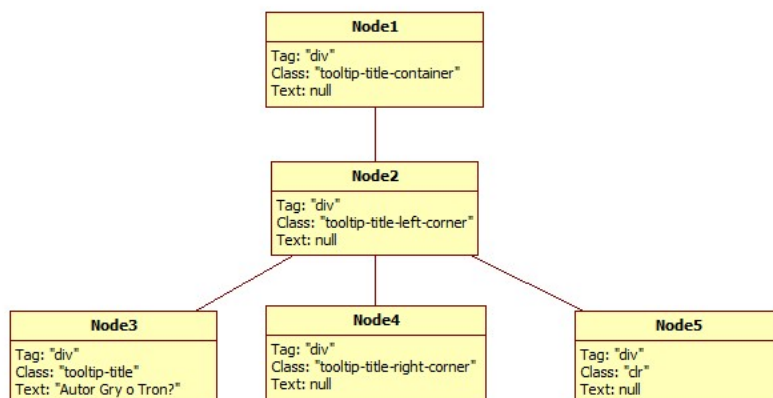 Node1
Tag: "div"
Class: "tooltip-title-container"
Text: null
Node2
Tag: "div"
Class: "tooltip-title-left-corner"
Text: null
Node3
Tag: "div"
Class: "tooltip-title"
Text: "Autor Gry o Tron?"
Node4
Tag: "div"
Class: "tooltip-title-right-corner"
Text: null
Node5
Tag: "div"
Class: "clr"
Text: null